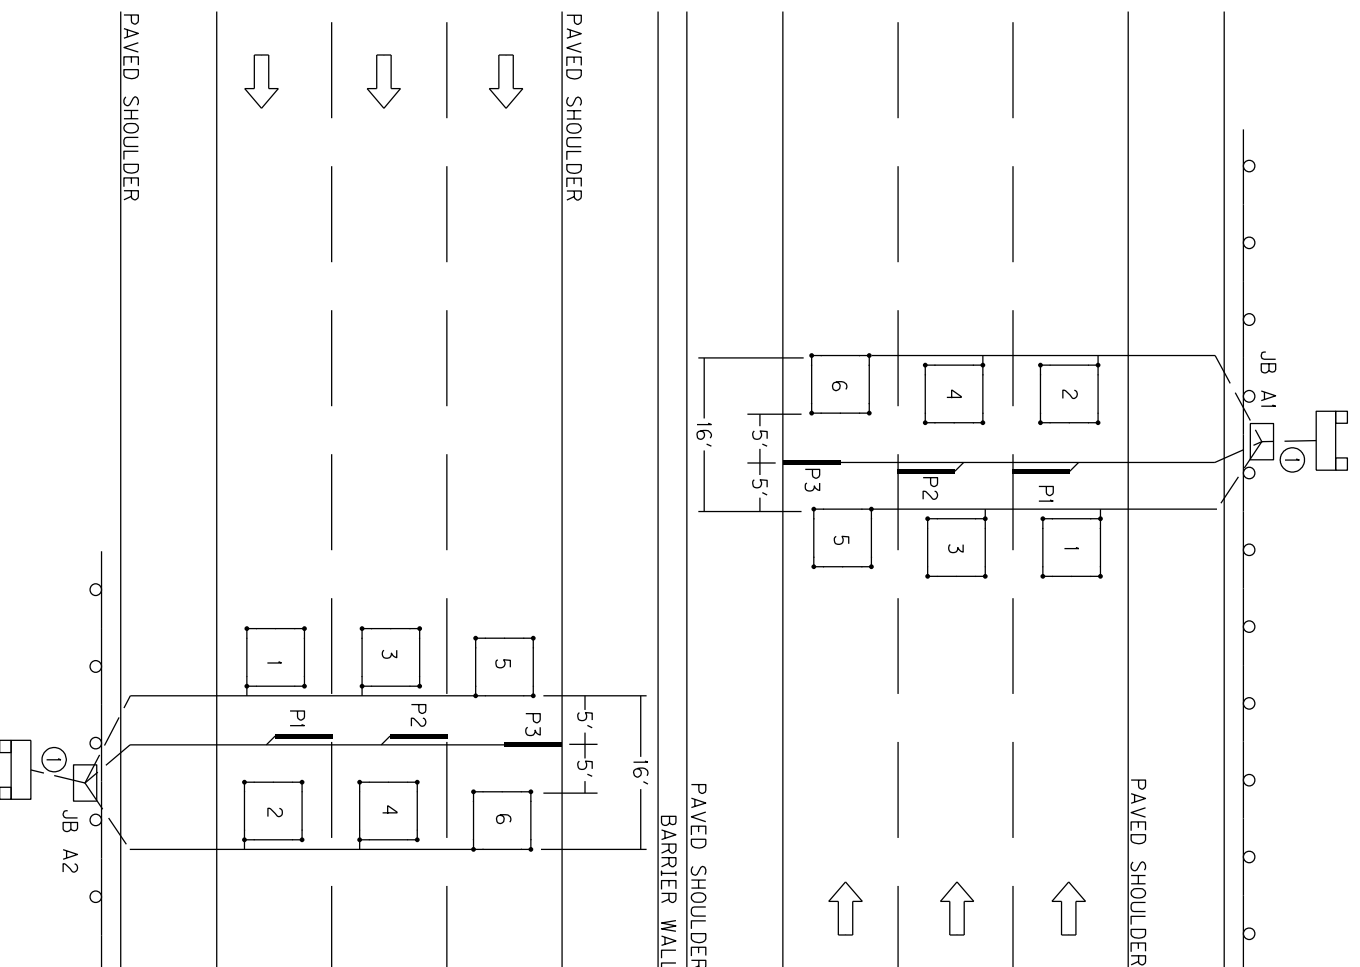 PAVED SHOULDER
PAVED SHOULDER
JB A1
1
6
4
2
5'
16'
5'
P3
P2
P1
5
3
1
1
3
5
P1
P2
P3
5'
5'
16'
1
JB A2
2
4
6
PAVED SHOULDER
BARRIER WALL
PAVED SHOULDER